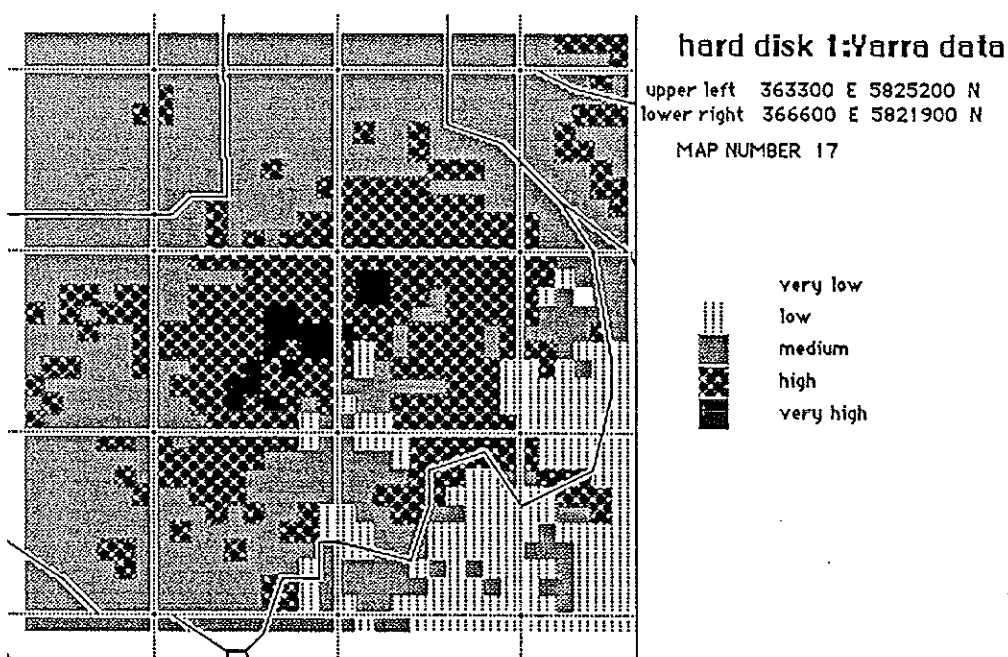 hard disk 1:Yarra data
upper left 363300 E 5825200 N
lower right 366600 E 5821900 N
MAP NUMBER 17
very low
low
medium
high
very high